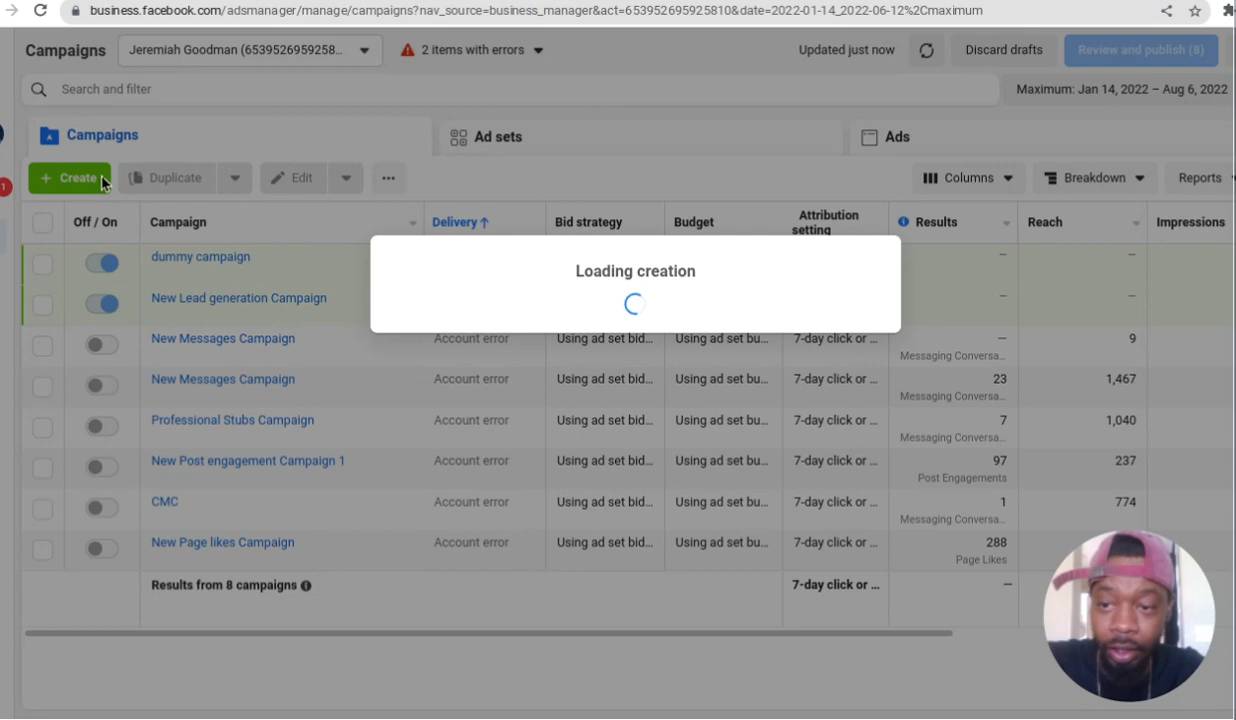 business.facebook.com/adsmanager/manage/campaigns?nav_source=business_manager&act=653952695925810&date=2022-01-14_2022-06-12%2Cmaximum
Campaigns Jeremiah Goodman (6539526959258... 2 items with errors Updated just now Discard drafts Review and publish (8)
Search and filter Maximum: Jan 14, 2022 – Aug 6, 2022
Campaigns Ad sets Ads
+ Create Duplicate Edit ... Columns Breakdown Reports
1
Off / On Campaign Delivery ↑ Bid strategy Budget Attribution setting Results Reach Impressions
dummy campaign — —
Loading creation
New Lead generation Campaign — —
New Messages Campaign Account error Using ad set bid... Using ad set bu... 7-day click or ... — 9
Messaging Conversa...
New Messages Campaign Account error Using ad set bid... Using ad set bu... 7-day click or ... 23 1,467
Messaging Conversa...
Professional Stubs Campaign Account error Using ad set bid... Using ad set bu... 7-day click or ... 7 1,040
Messaging Conversa...
New Post engagement Campaign 1 Account error Using ad set bid... Using ad set bu... 7-day click or ... 97 237
Post Engagements
CMC Account error Using ad set bid... Using ad set bu... 7-day click or ... 1 774
Messaging Conversa...
New Page likes Campaign Account error Using ad set bid... Using ad set bu... 7-day click or ... 288
Page Likes
Results from 8 campaigns 7-day click or ... —